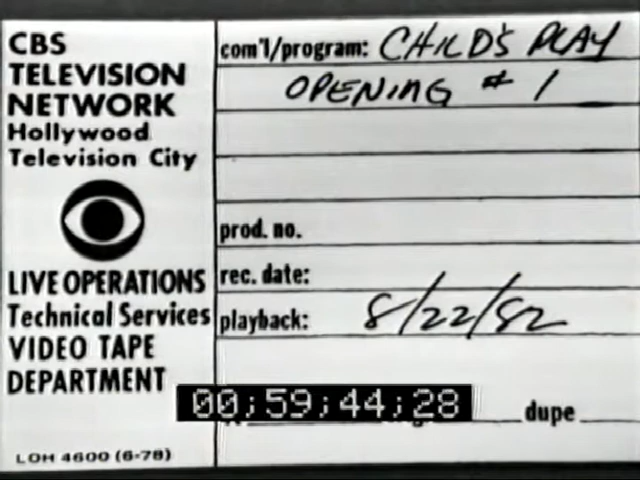 CBS
TELEVISION
NETWORK
Hollywood
Television City
LIVE OPERATIONS
Technical Services
VIDEO TAPE
DEPARTMENT
LOH 4600 (6-78)
com'l/program: CHILD'S PLAY
OPENING # 1
prod. no.
rec. date:
playback: 8/22/82
00;59;44;28
dupe